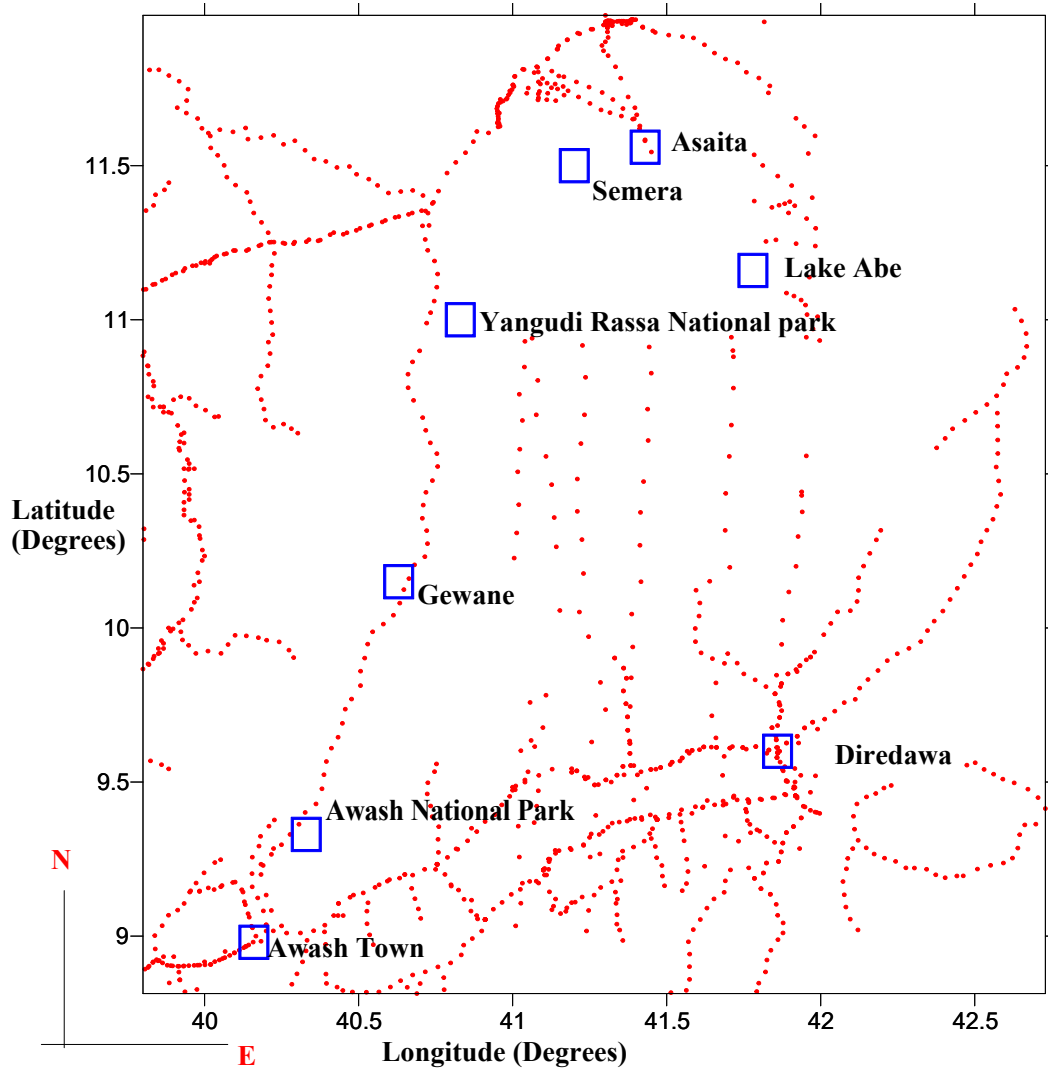 Asaita
11.5
Semera
Lake Abe
11
Yangudi Rassa National park
10.5
Latitude
(Degrees)
Gewane
10
Diredawa
9.5
Awash National Park
N
9
Awash Town
40
40.5
41
41.5
42
42.5
E
Longitude (Degrees)